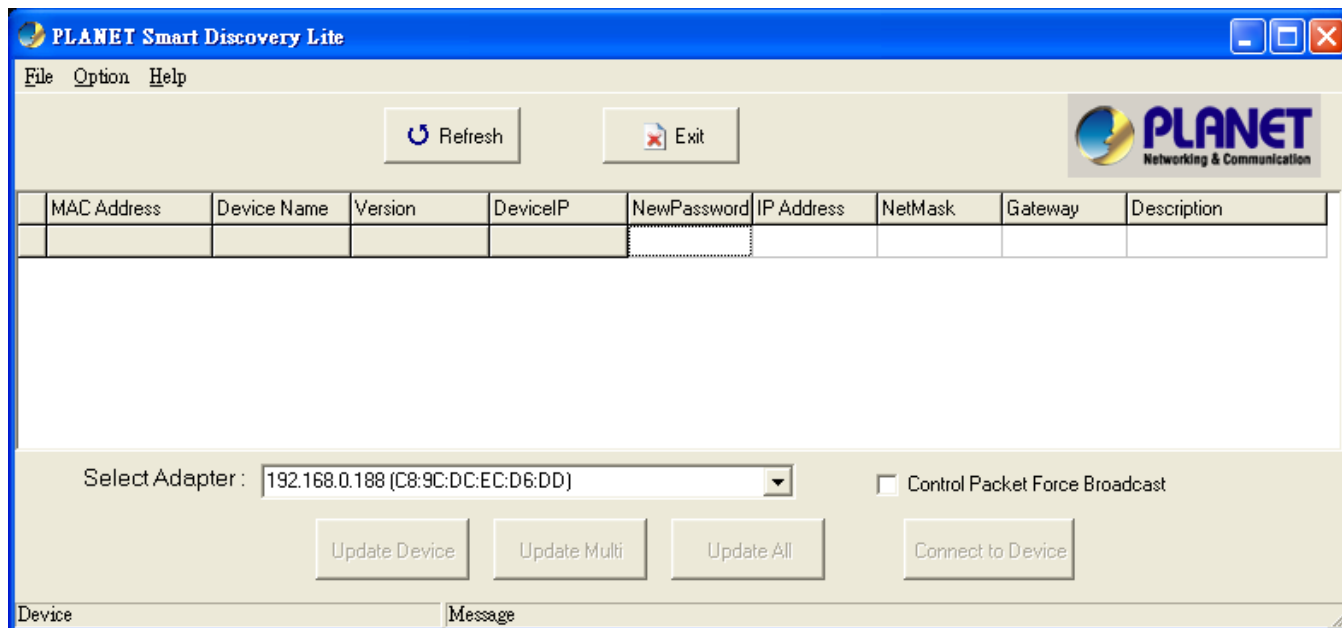 PLANET Smart Discovery Lite
File Option Help
Refresh Exit
PLANET
Networking & Communication
MAC Address Device Name Version DeviceIP NewPassword IP Address NetMask Gateway Description
Select Adapter : 192.168.0.188 (C8:9C:DC:EC:D6:DD) Control Packet Force Broadcast
Update Device Update Multi Update All Connect to Device
Device Message